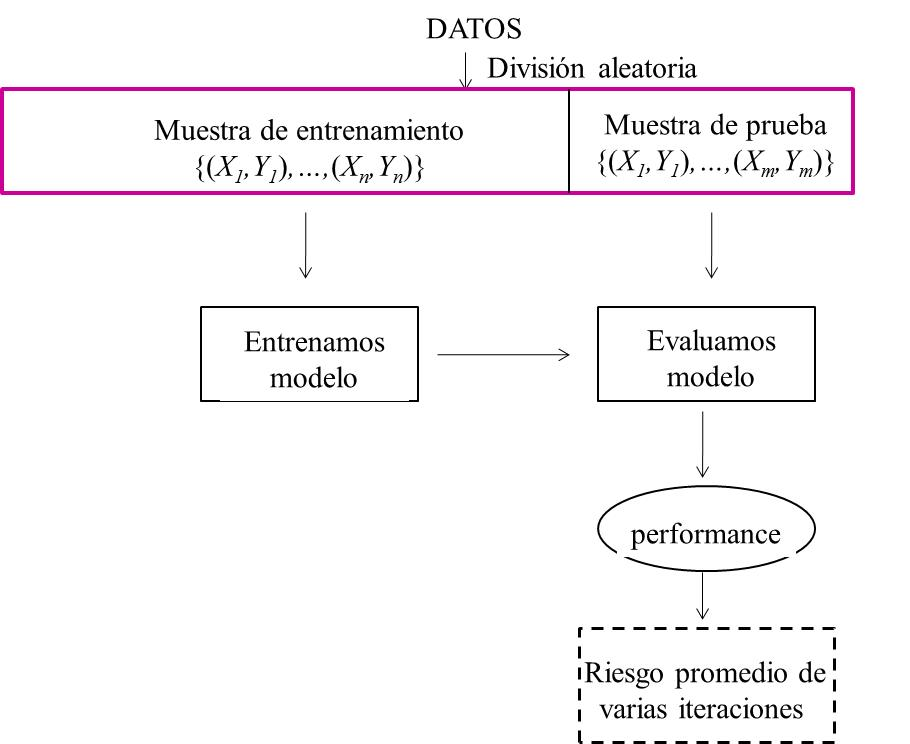 DATOS
División aleatoria
Muestra de entrenamiento
{(X1,Y1),...,(Xn,Yn)}
Muestra de prueba
{(X1,Y1),...,(Xm,Ym)}
Entrenamos
modelo
Evaluamos
modelo
performance
Riesgo promedio de
varias iteraciones